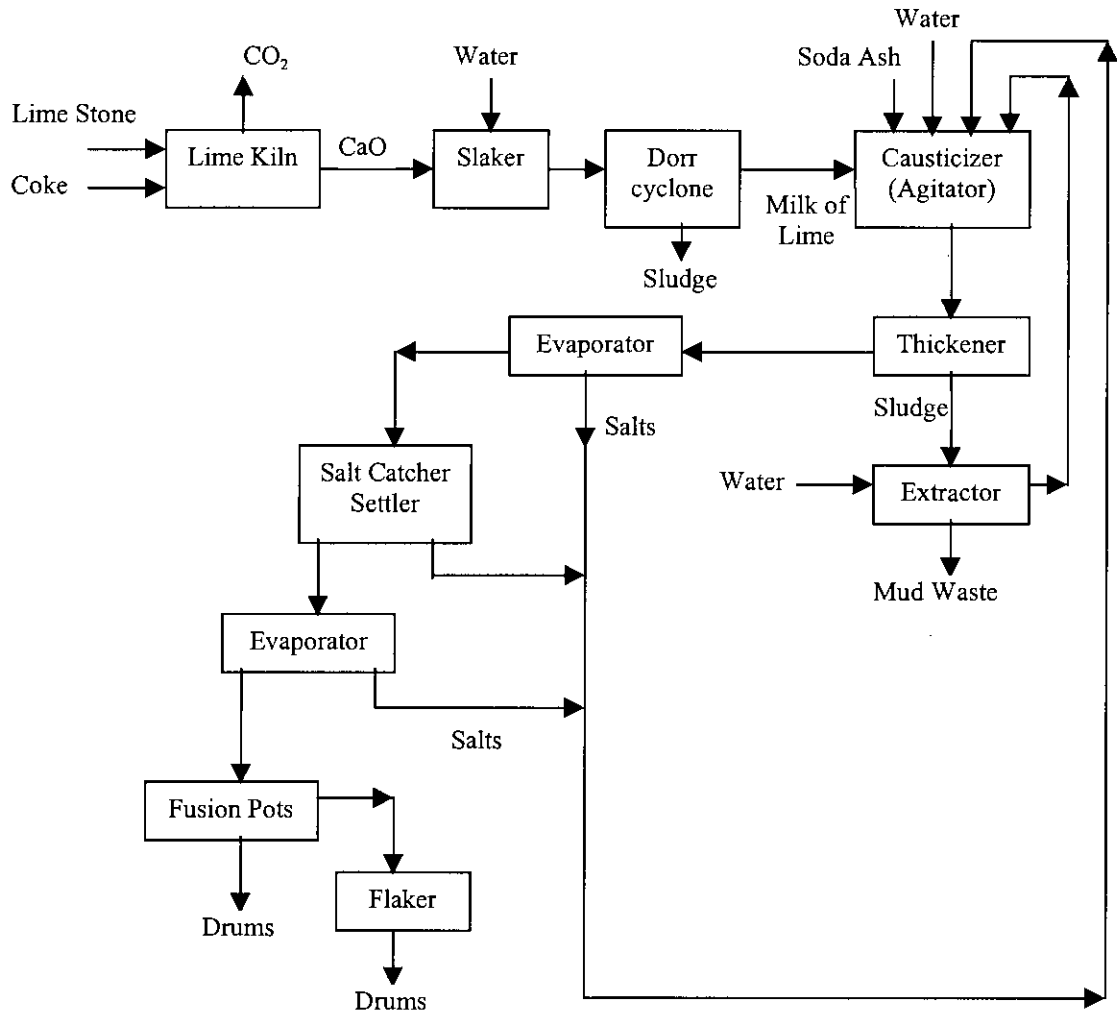 Water
CO₂
Water
Soda Ash
Lime Stone
Lime Kiln
CaO
Slaker
Dorr
cyclone
Causticizer
(Agitator)
Coke
Milk of
Lime
Sludge
Evaporator
Thickener
Sludge
Salts
Salt Catcher
Settler
Water
Extractor
Mud Waste
Evaporator
Salts
Fusion Pots
Flaker
Drums
Drums